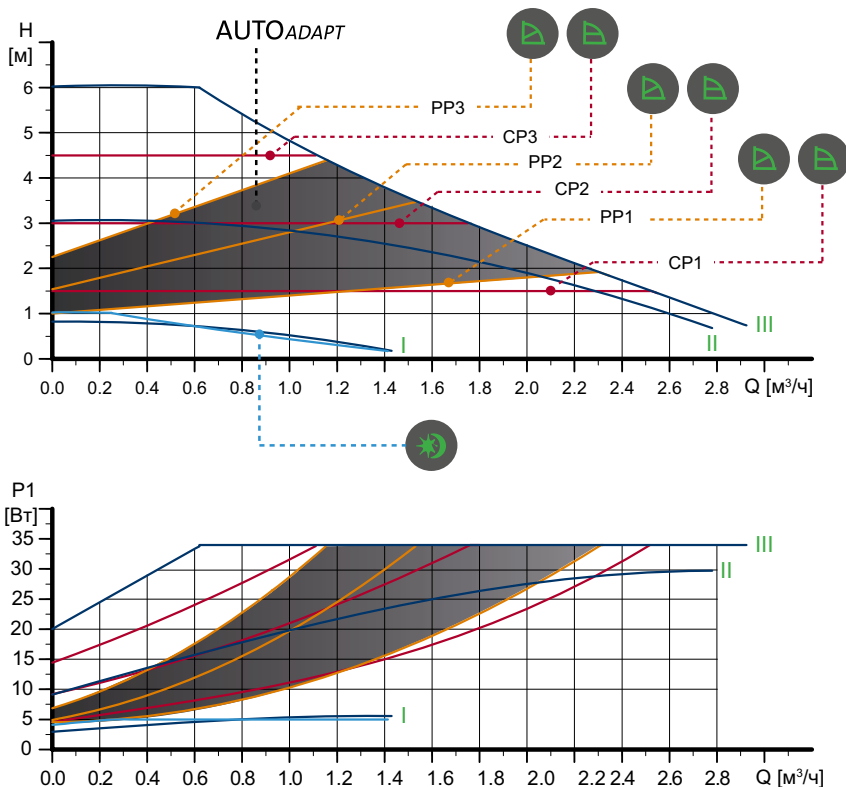 H
[м]
AUTOADAPT
PP3
CP3
PP2
CP2
PP1
CP1
6
5
4
3
2
1
0
I
II
III
0.0 0.2 0.4 0.6 0.8 1.0 1.2 1.4 1.6 1.8 2.0 2.2 2.4 2.6 2.8 Q [м³/ч]
P1
[Вт]
35
30
25
20
15
10
5
0
III
II
I
0.0 0.2 0.4 0.6 0.8 1.0 1.2 1.4 1.6 1.8 2.0 2.2 2.4 2.6 2.8 Q [м³/ч]